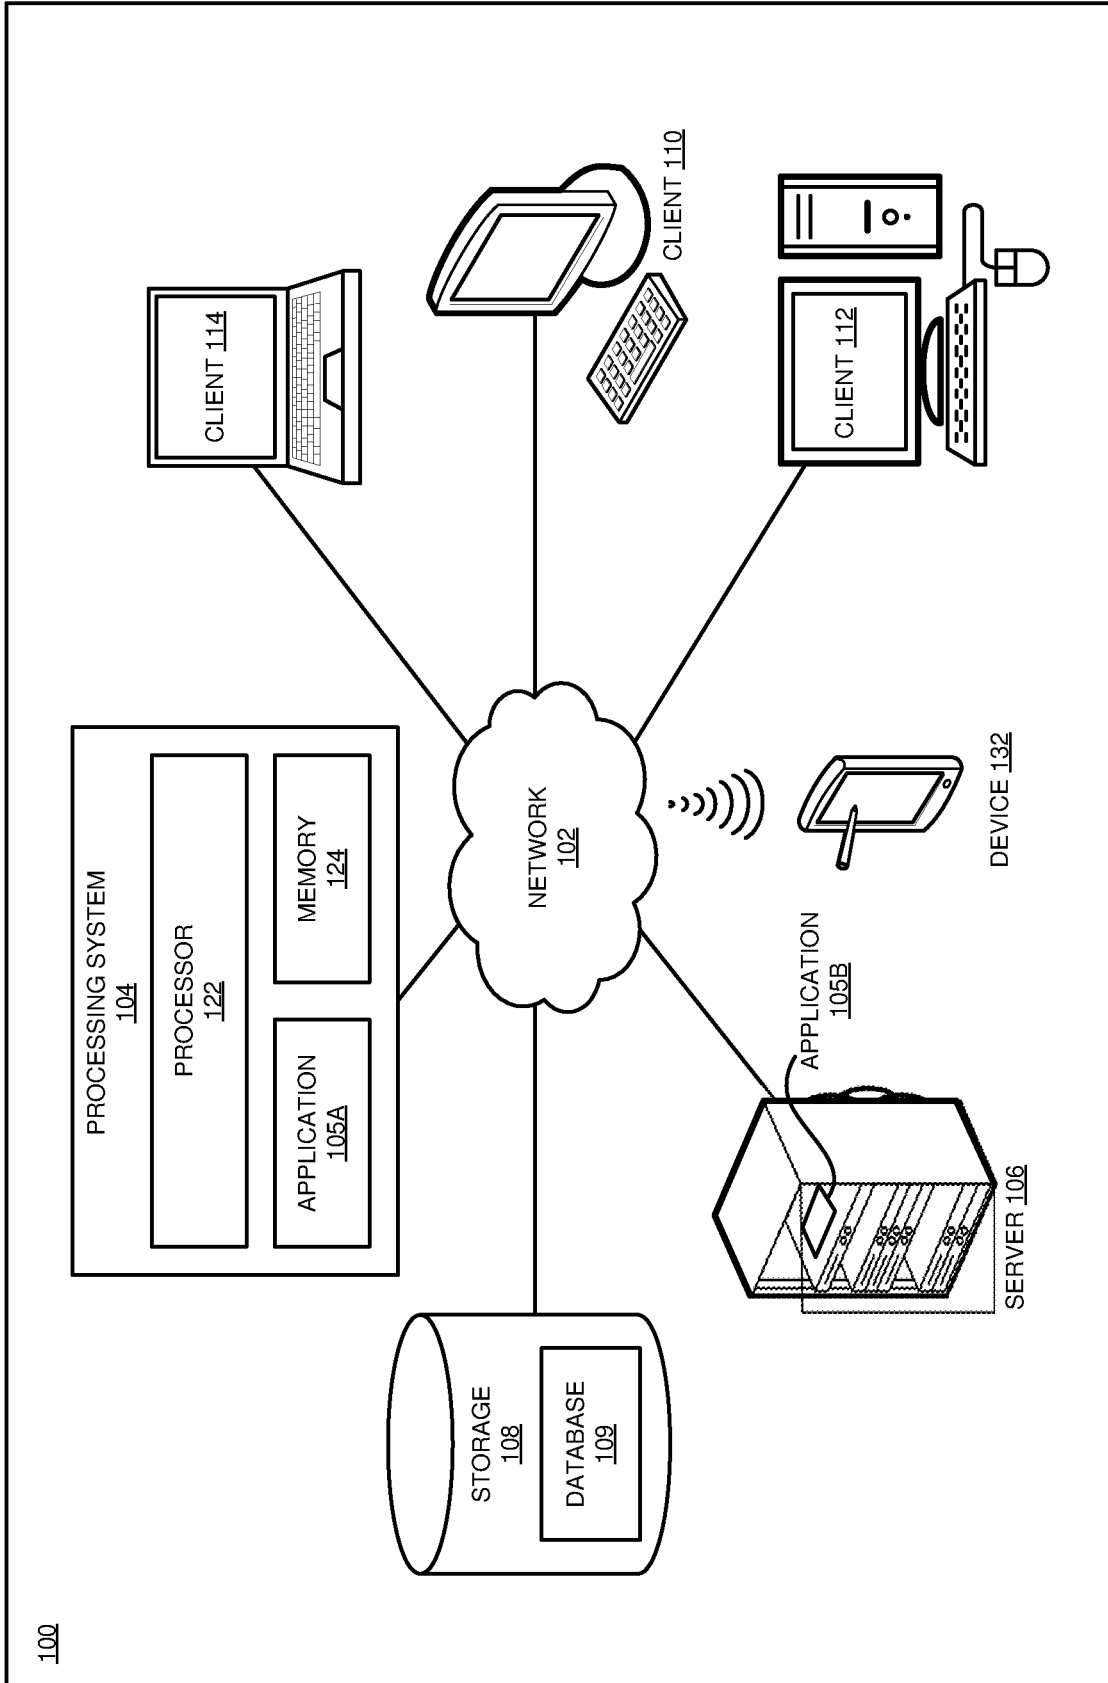 100
PROCESSING SYSTEM
104
PROCESSOR
122
APPLICATION
105A
MEMORY
124
CLIENT 114
STORAGE
108
DATABASE
109
NETWORK
102
CLIENT 110
SERVER 106
APPLICATION
105B
DEVICE 132
CLIENT 112